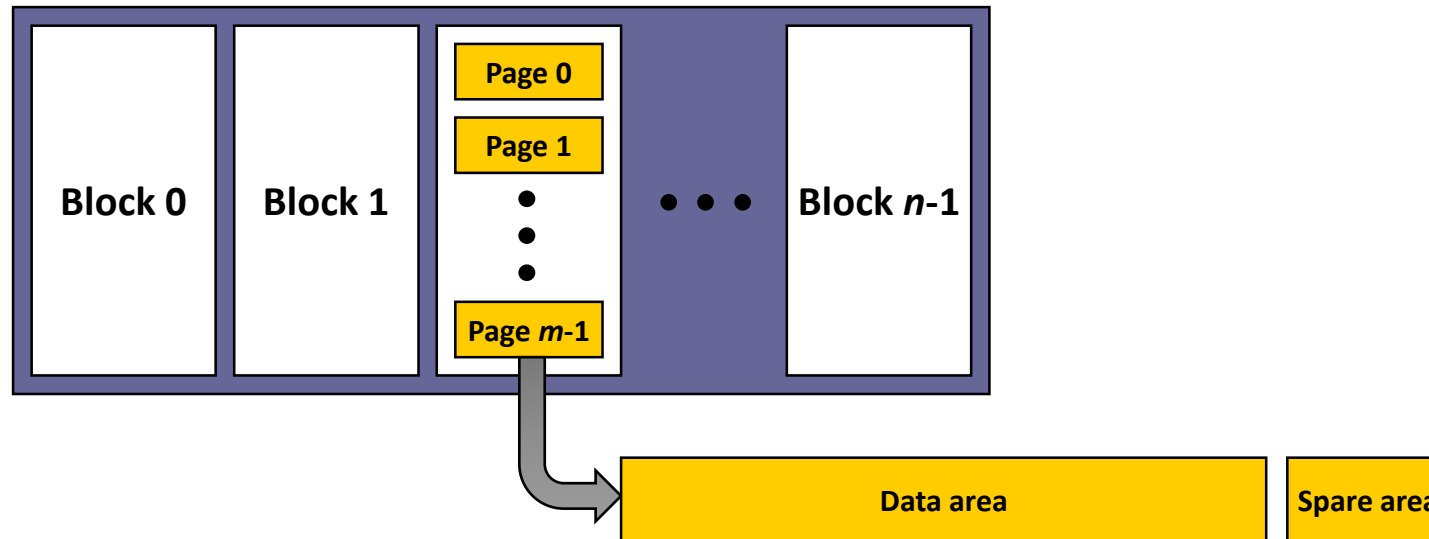 Block 0
Block 1
Page 0
Page 1
Page m-1
Block n-1
Data area
Spare area